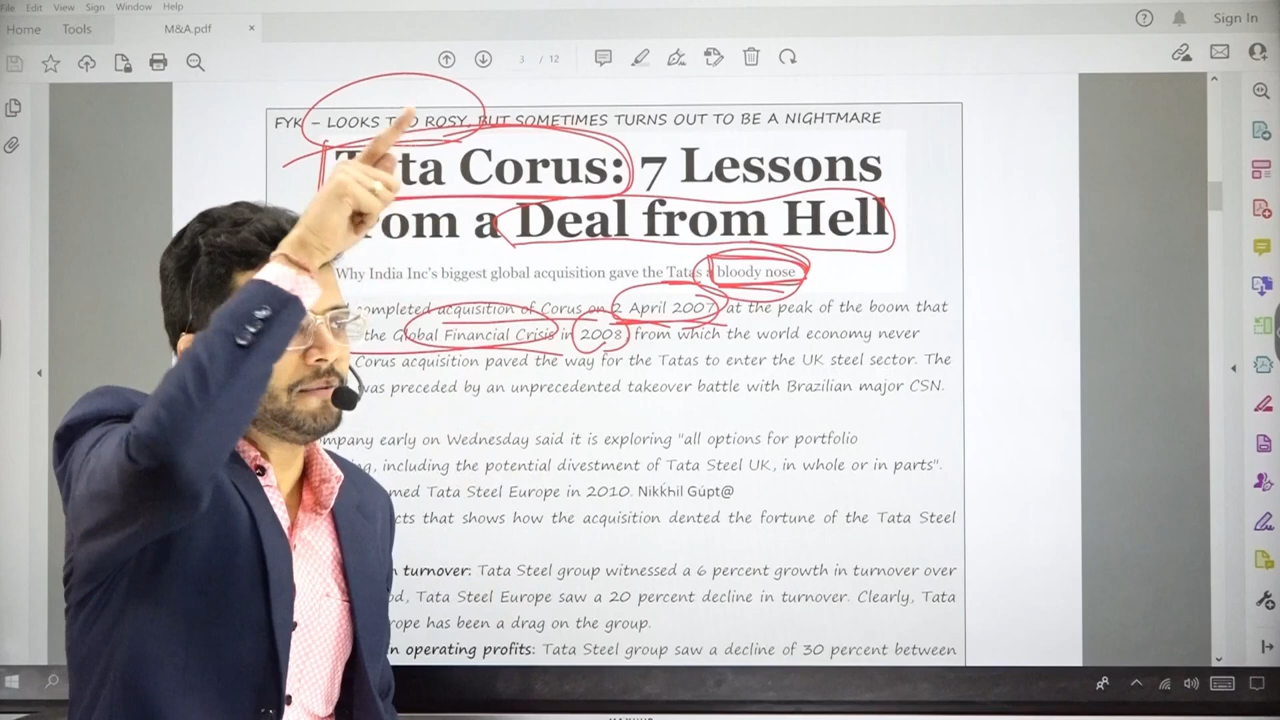 File Edit View Sign Window Help
Home Tools M&A.pdf × Sign In
3 / 12
FYK – LOOKS TOO ROSY, BUT SOMETIMES TURNS OUT TO BE A NIGHTMARE
Corus: 7 Lessons
a Deal from Hell
Why India Inc's biggest global acquisition gave the Tatas a bloody nose
acquisition of Corus on 2 April 2007, at the peak of the boom that
the Global Financial Crisis in 2008 from which the world economy never
Corus acquisition paved the way for the Tatas to enter the UK steel sector. The
was preceded by an unprecedented takeover battle with Brazilian major CSN.
early on Wednesday said it is exploring "all options for portfolio
including the potential divestment of Tata Steel UK, in whole or in parts".
Tata Steel Europe in 2010. Nikkhil Gupt@
that shows how the acquisition dented the fortune of the Tata Steel
turnover: Tata Steel group witnessed a 6 percent growth in turnover over
Tata Steel Europe saw a 20 percent decline in turnover. Clearly, Tata
has been a drag on the group.
operating profits: Tata Steel group saw a decline of 30 percent between